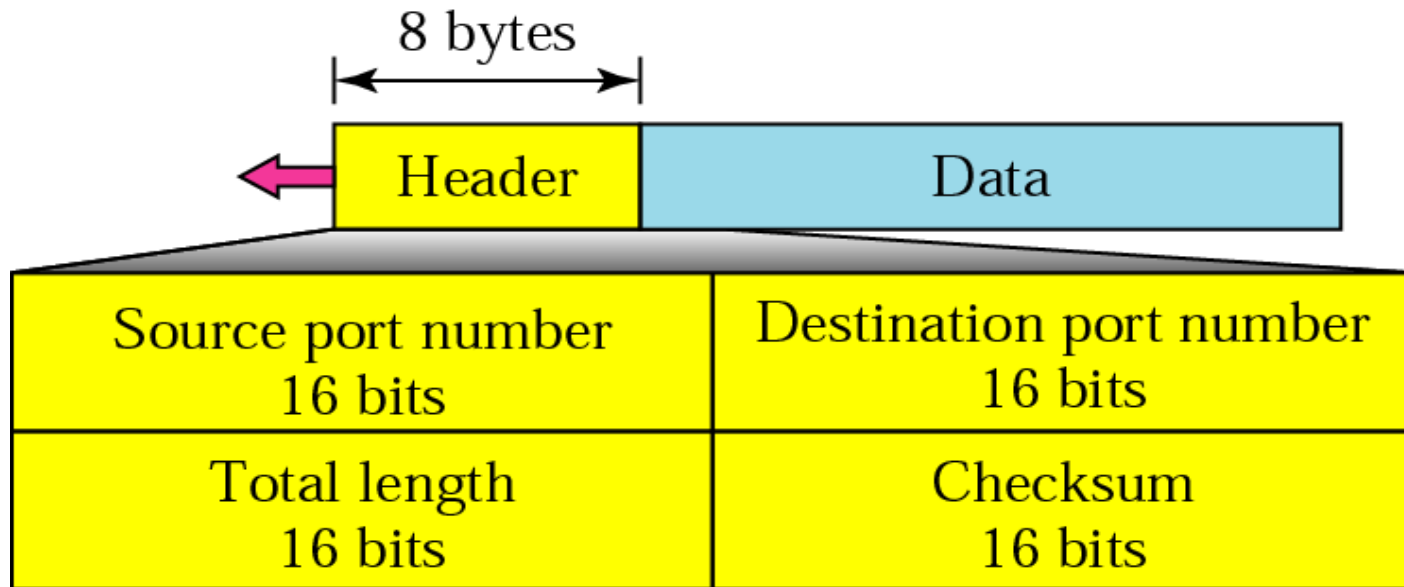 8 bytes
Header
Data
Source port number
16 bits
Destination port number
16 bits
Total length
16 bits
Checksum
16 bits